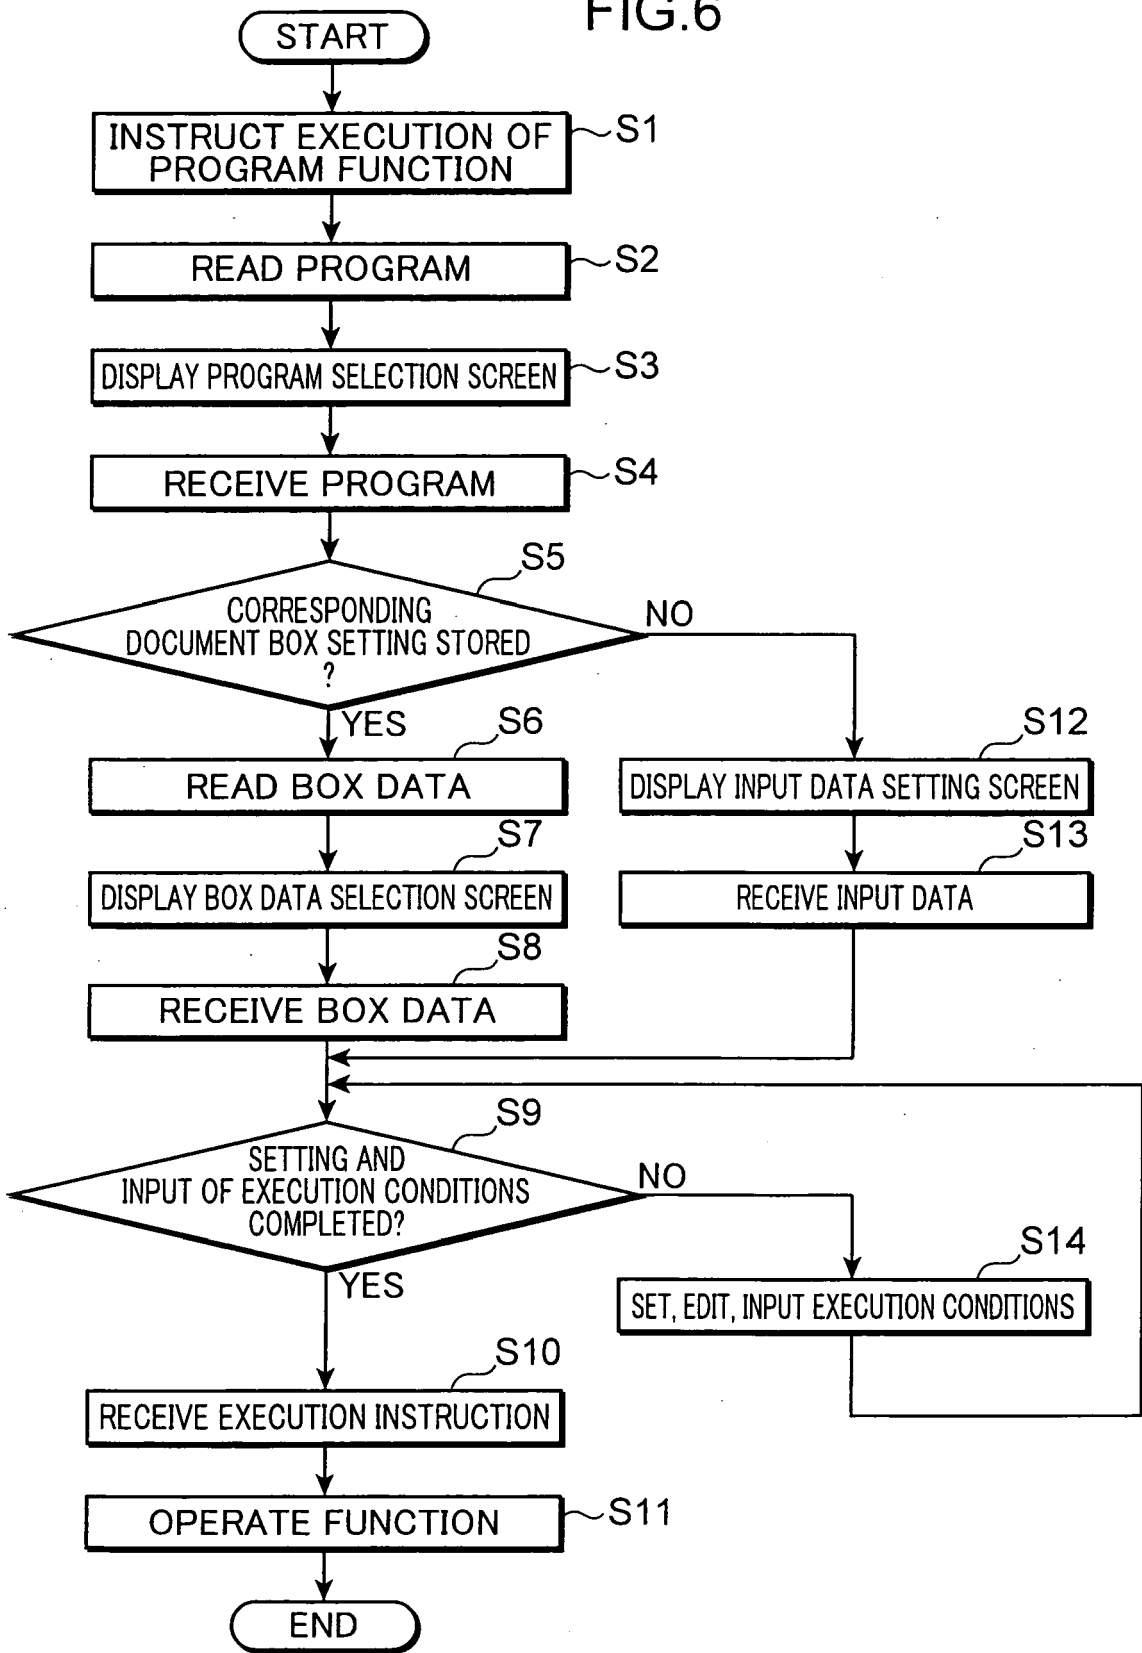 FIG.6
START
INSTRUCT EXECUTION OF
PROGRAM FUNCTION
S1
READ PROGRAM
S2
DISPLAY PROGRAM SELECTION SCREEN
S3
RECEIVE PROGRAM
S4
S5
CORRESPONDING
DOCUMENT BOX SETTING STORED
?
NO
YES
S6
READ BOX DATA
S12
DISPLAY INPUT DATA SETTING SCREEN
S7
DISPLAY BOX DATA SELECTION SCREEN
S13
RECEIVE INPUT DATA
S8
RECEIVE BOX DATA
S9
SETTING AND
INPUT OF EXECUTION CONDITIONS
COMPLETED?
NO
YES
S14
SET, EDIT, INPUT EXECUTION CONDITIONS
S10
RECEIVE EXECUTION INSTRUCTION
OPERATE FUNCTION
S11
END